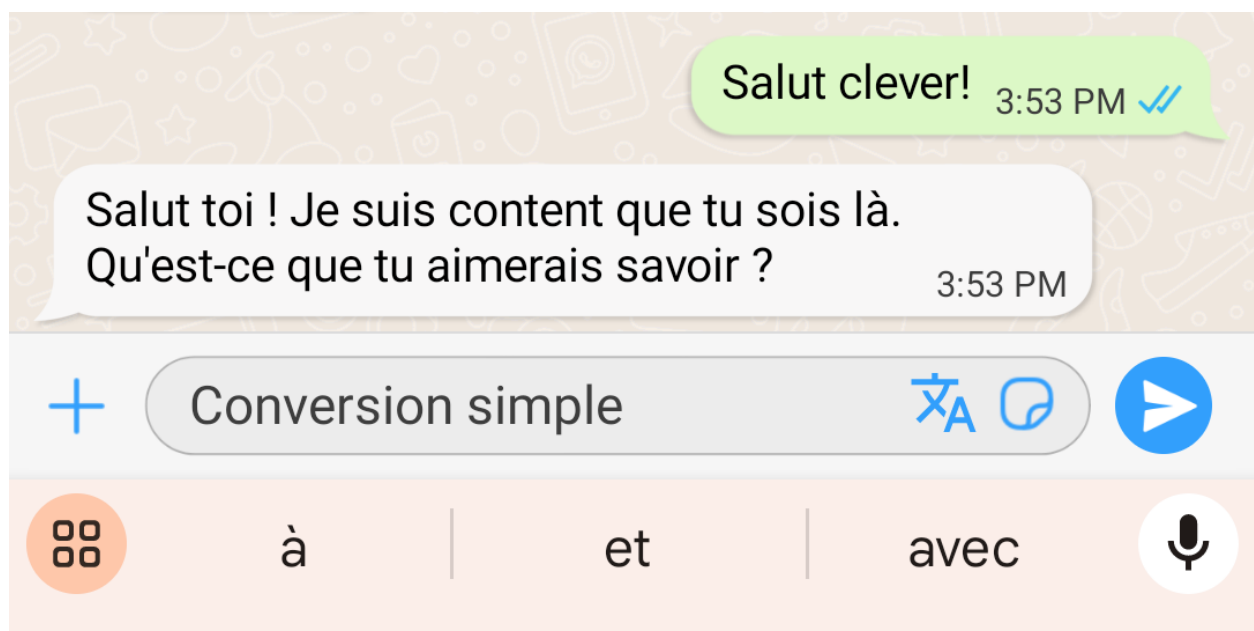 Salut clever! 3:53 PM
Salut toi ! Je suis content que tu sois là.
Qu'est-ce que tu aimerais savoir ? 3:53 PM
Conversion simple
à et avec